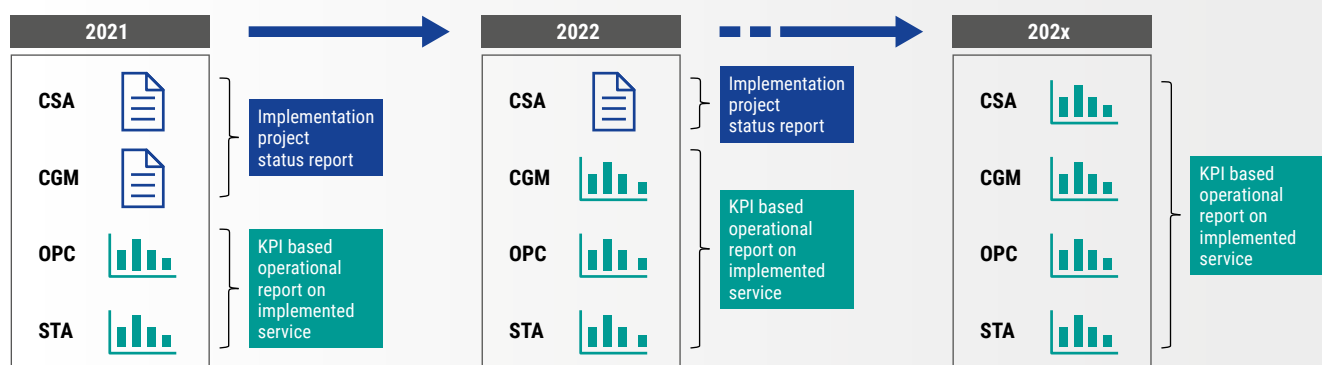 2021
CSA
CGM
OPC
STA
Implementation
project
status report
KPI based
operational
report on
implemented
service
2022
CSA
CGM
OPC
STA
Implementation
project
status report
KPI based
operational
report on
implemented
service
202x
CSA
CGM
OPC
STA
KPI based
operational
report on
implemented
service